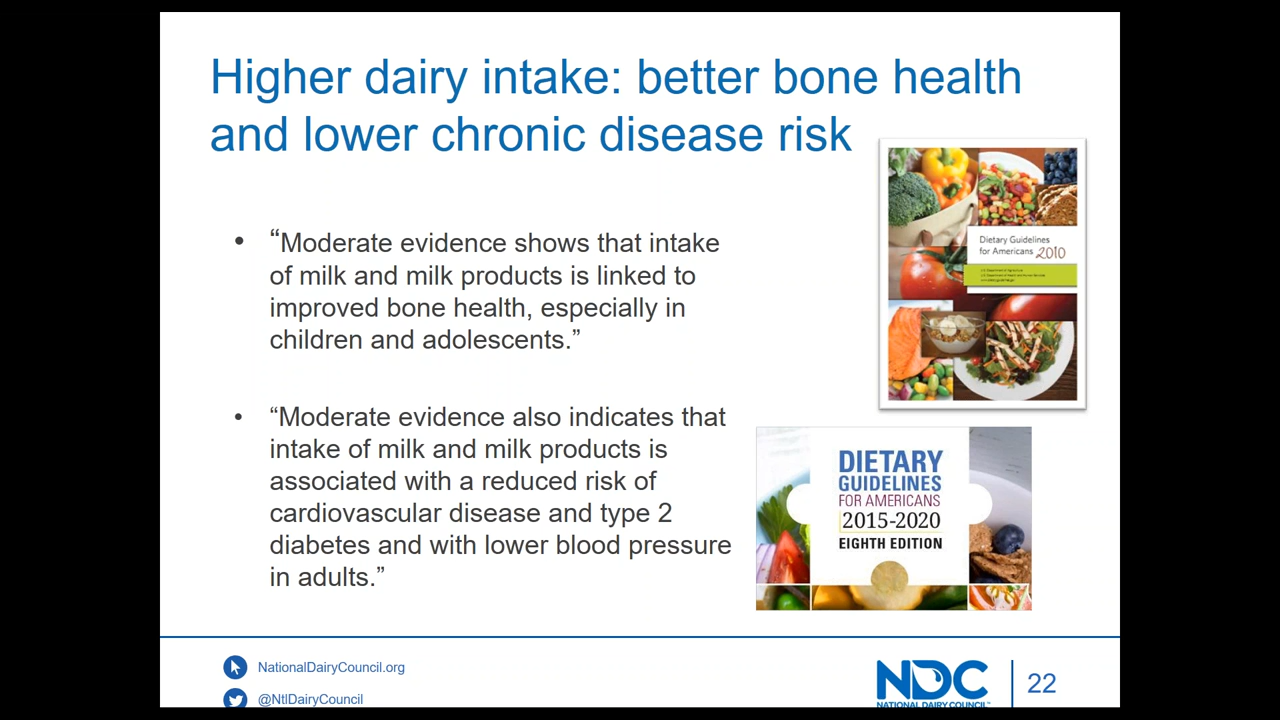 Higher dairy intake: better bone health
and lower chronic disease risk
• “Moderate evidence shows that intake
of milk and milk products is linked to
improved bone health, especially in
children and adolescents.”
• “Moderate evidence also indicates that
intake of milk and milk products is
associated with a reduced risk of
cardiovascular disease and type 2
diabetes and with lower blood pressure
in adults.”
Dietary Guidelines
for Americans 2010
DIETARY
GUIDELINES
FOR AMERICANS
2015-2020
EIGHTH EDITION
NationalDairyCouncil.org
@NtlDairyCouncil
NDC
NATIONAL DAIRY COUNCIL
22